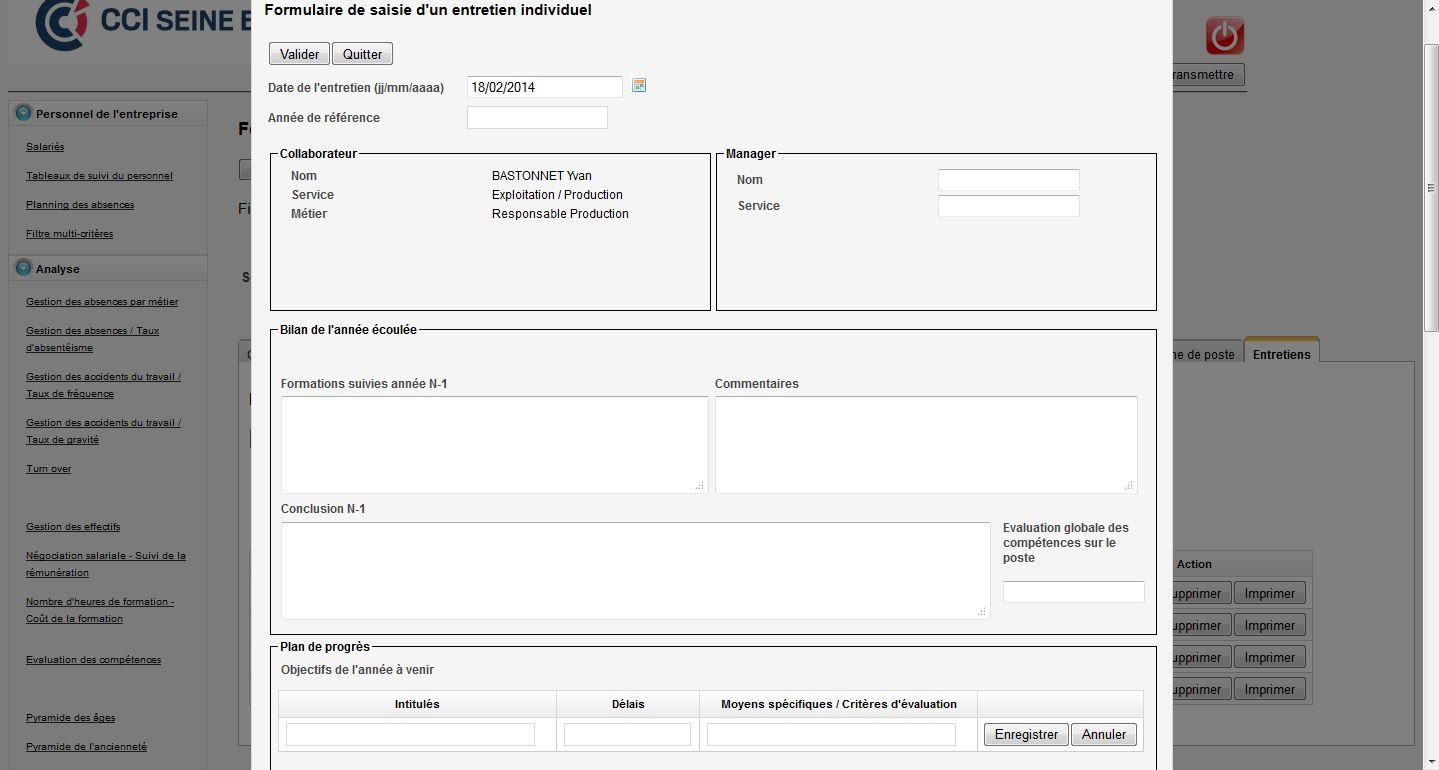 CCI SEINE E
Formulaire de saisie d'un entretien individuel
Valider Quitter
Date de l'entretien (jj/mm/aaaa) 18/02/2014
Année de référence
ransmettre
Personnel de l'entreprise
Salariés
Tableaux de suivi du personnel
Planning des absences
Filtre multi-critères
Analyse
Gestion des absences par métier
Gestion des absences / Taux
d'absentéisme
Gestion des accidents du travail /
Taux de fréquence
Gestion des accidents du travail /
Taux de gravité
Turn over
Gestion des effectifs
Négociation salariale - Suivi de la
rémunération
Nombre d'heures de formation -
Coût de la formation
Evaluation des compétences
Pyramide des âges
Pyramide de l'ancienneté
Collaborateur
Nom BASTONNET Yvan
Service Exploitation / Production
Métier Responsable Production
Manager
Nom
Service
Bilan de l'année écoulée
Formations suivies année N-1 Commentaires
Conclusion N-1
Evaluation globale des
compétences sur le
poste
Plan de progrès
Objectifs de l'année à venir
Intitulés Délais Moyens spécifiques / Critères d'évaluation
Enregistrer Annuler
he de poste Entretiens
Action
upprimer Imprimer
upprimer Imprimer
upprimer Imprimer
upprimer Imprimer